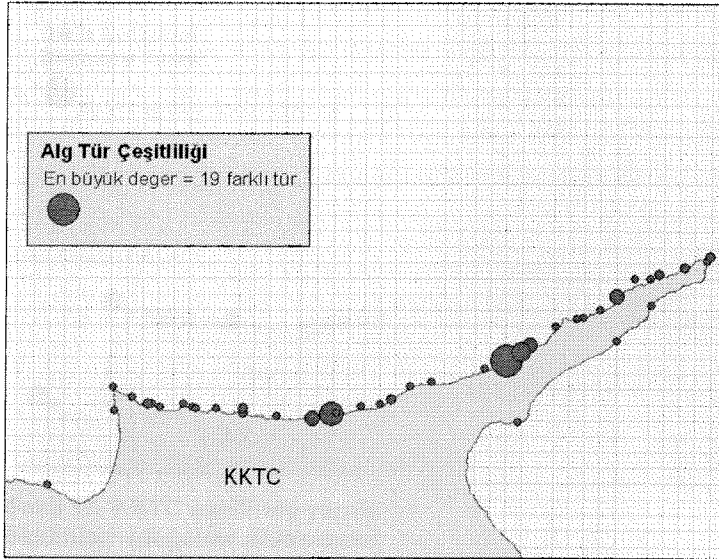 Alg Tür Çeşitliliği
En büyük deger = 19 farklı tür
KKTC